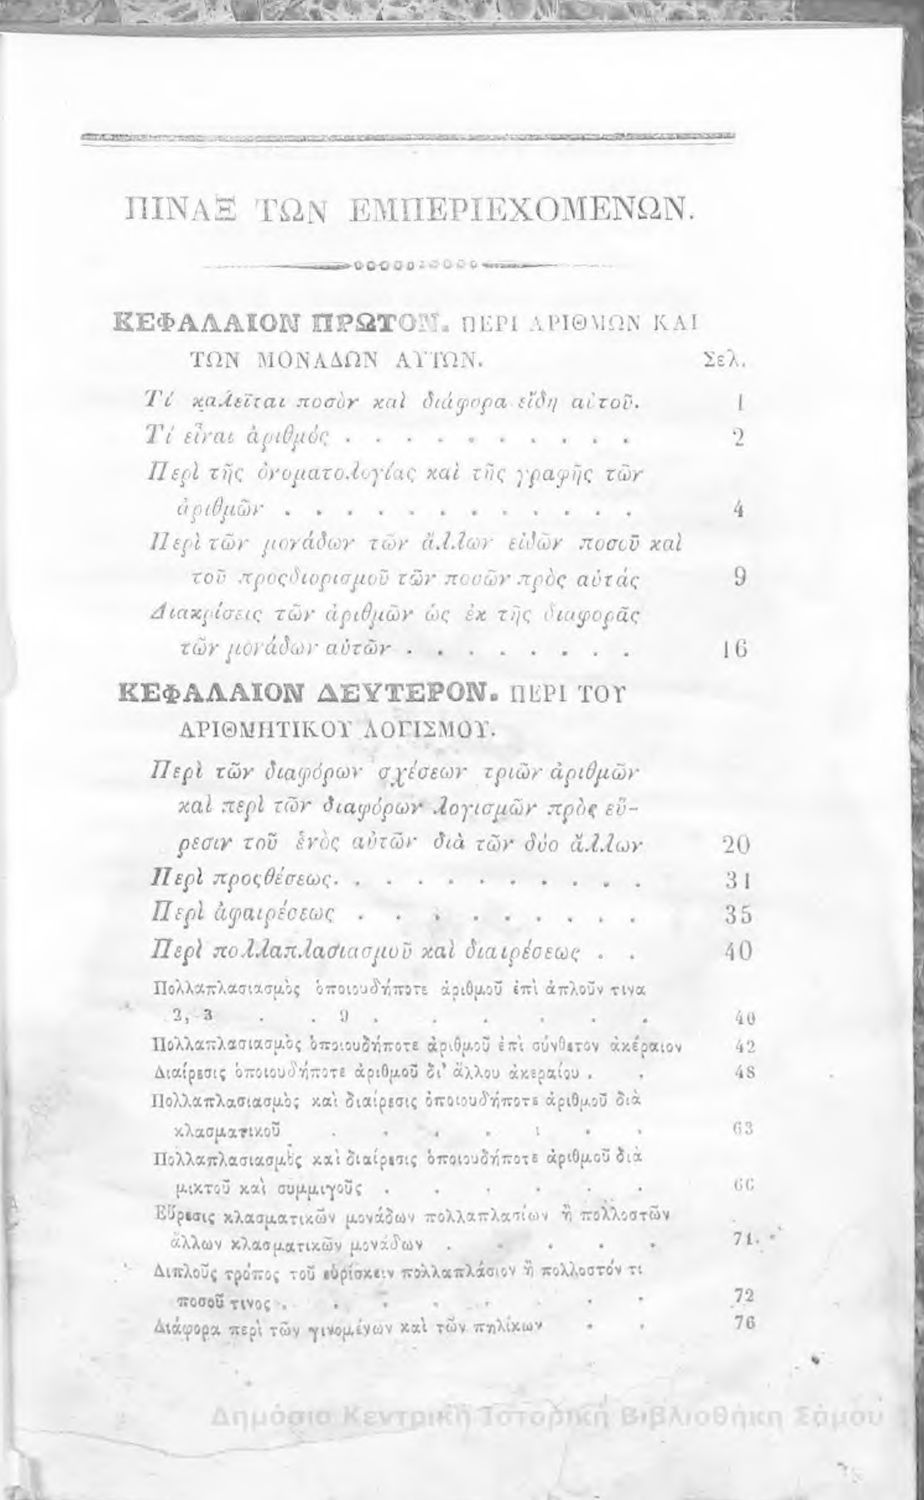 ΠΙΝΑΞ ΤΩΝ ΕΜΠΕΡΙΕΧΟΜΕΝΩΝ.
ΚΕΦΑΛΑΙΟΝ ΠΡΩΤΟΝ. ΠΕΡΙ ΑΡΙΘΜΩΝ ΚΑΙ
ΤΩΝ ΜΟΝΑΔΩΝ ΑΥΤΩΝ. Σελ.
Τί καλεῖται ποσὸν καὶ διάφορα εἴδη αὐτοῦ. 1
Τί εἶναι ἀριθμός . . . . . . . . . . 2
Περὶ τῆς ὀνοματολογίας καὶ τῆς γραφῆς τῶν
ἀριθμῶν . . . . . . . . . . . . 4
Περὶ τῶν μονάδων τῶν ἄλλων εἰδῶν ποσοῦ καὶ
τοῦ προςδιορισμοῦ τῶν ποσῶν πρὸς αὐτάς 9
Διακρίσεις τῶν ἀριθμῶν ὡς ἐκ τῆς διαφορᾶς
τῶν μονάδων αὐτῶν . . . . . . . . 16
ΚΕΦΑΛΑΙΟΝ ΔΕΥΤΕΡΟΝ. ΠΕΡΙ ΤΟΥ
ΑΡΙΘΜΗΤΙΚΟΥ ΛΟΓΙΣΜΟΥ.
Περὶ τῶν διαφόρων σχέσεων τριῶν ἀριθμῶν
καὶ περὶ τῶν διαφόρων λογισμῶν πρὸς εὕ-
ρεσιν τοῦ ἑνὸς αὐτῶν διὰ τῶν δύο ἄλλων 20
Περὶ προςθέσεως. . . . . . . . . . 31
Περὶ ἀφαιρέσεως . . . . . . . . . 35
Περὶ πολλαπλασιασμοῦ καὶ διαιρέσεως . . 40
Πολλαπλασιασμὸς ὁποιουδήποτε ἀριθμοῦ ἐπὶ ἁπλοῦν τινα
2, 3 . . 9 . . . . . . 40
Πολλαπλασιασμὸς ὁποιουδήποτε ἀριθμοῦ ἐπὶ σύνθετον ἀκέραιον 42
Διαίρεσις ὁποιουδήποτε ἀριθμοῦ δι' ἄλλου ἀκεραίου . . 48
Πολλαπλασιασμὸς καὶ διαίρεσις ὁποιουδήποτε ἀριθμοῦ διὰ
κλασματικοῦ . . . . . . . 63
Πολλαπλασιασμὸς καὶ διαίρεσις ὁποιουδήποτε ἀριθμοῦ διὰ
μικτοῦ καὶ συμμιγοῦς . . . . . . 66
Εὕρεσις κλασματικῶν μονάδων πολλαπλασίων ἢ πολλοστῶν
ἄλλων κλασματικῶν μονάδων . . . . . 71.
Διπλοῦς τρόπος τοῦ εὑρίσκειν πολλαπλάσιον ἢ πολλοστόν τι
ποσοῦ τινος . . . . . . . . 72
Διάφορα περὶ τῶν γινομένων καὶ τῶν πηλίκων . . 76
Δημόσια Κεντρική Ιστορική Βιβλιοθήκη Σάμου